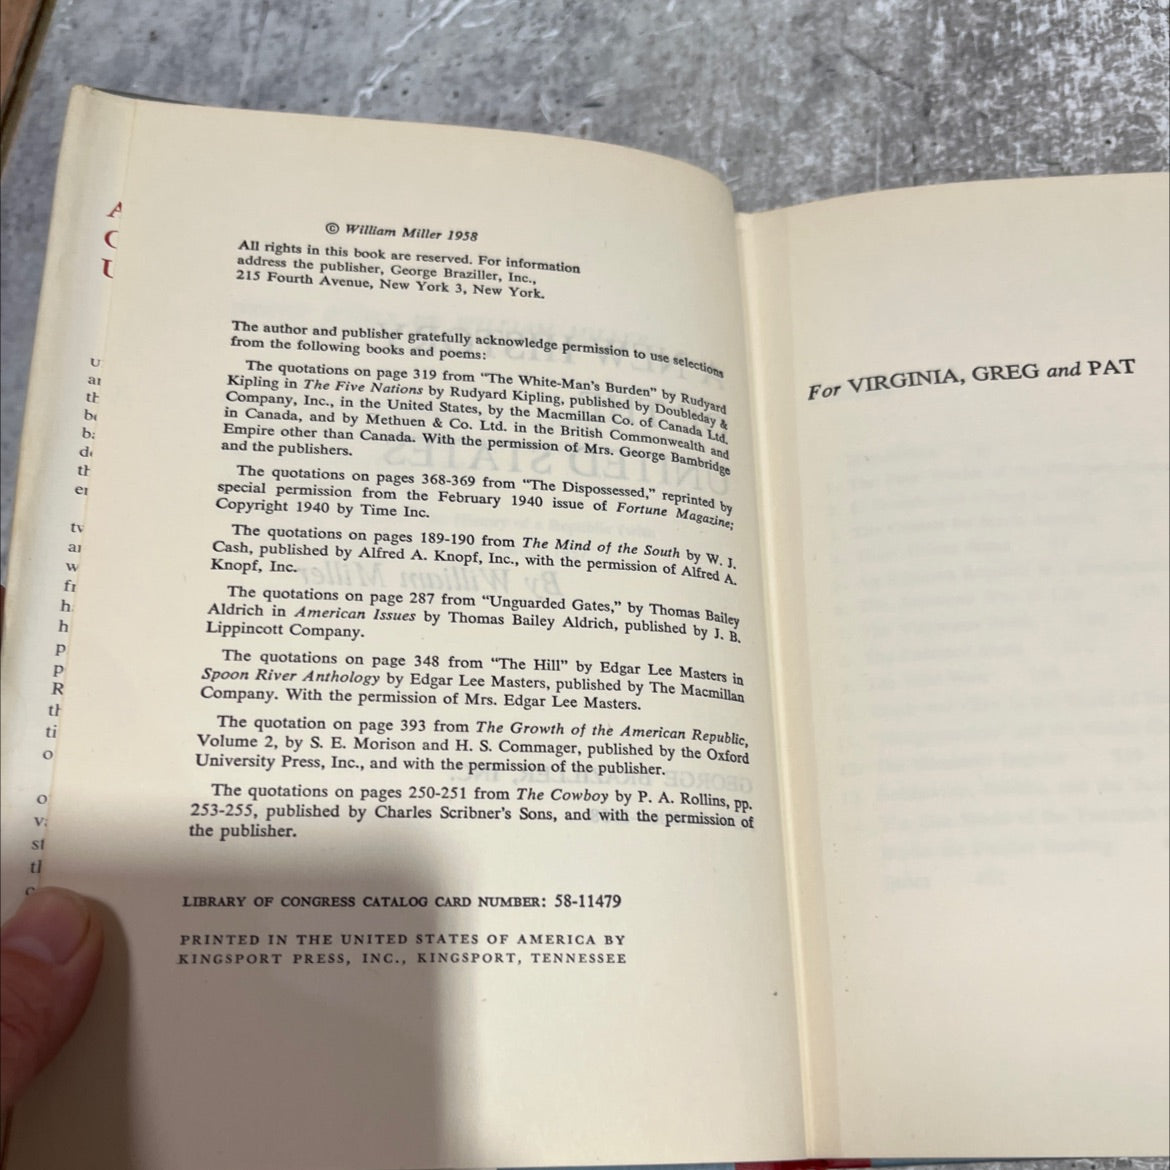 © William Miller 1958
All rights in this book are reserved. For information
address the publisher, George Braziller, Inc.,
215 Fourth Avenue, New York 3, New York.
The author and publisher gratefully acknowledge permission to use selections
from the following books and poems:
The quotations on page 319 from “The White-Man’s Burden” by Rudyard
Kipling in The Five Nations by Rudyard Kipling, published by Doubleday &
Company, Inc., in the United States, by the Macmillan Co. of Canada Ltd.
in Canada, and by Methuen & Co. Ltd. in the British Commonwealth and
Empire other than Canada. With the permission of Mrs. George Bambridge
and the publishers.
The quotations on pages 368-369 from “The Dispossessed,” reprinted by
special permission from the February 1940 issue of Fortune Magazine;
Copyright 1940 by Time Inc.
The quotations on pages 189-190 from The Mind of the South by W. J.
Cash, published by Alfred A. Knopf, Inc., with the permission of Alfred A.
Knopf, Inc.
The quotations on page 287 from “Unguarded Gates,” by Thomas Bailey
Aldrich in American Issues by Thomas Bailey Aldrich, published by J. B.
Lippincott Company.
The quotations on page 348 from “The Hill” by Edgar Lee Masters in
Spoon River Anthology by Edgar Lee Masters, published by The Macmillan
Company. With the permission of Mrs. Edgar Lee Masters.
The quotation on page 393 from The Growth of the American Republic,
Volume 2, by S. E. Morison and H. S. Commager, published by the Oxford
University Press, Inc., and with the permission of the publisher.
The quotations on pages 250-251 from The Cowboy by P. A. Rollins, pp.
253-255, published by Charles Scribner’s Sons, and with the permission of
the publisher.
LIBRARY OF CONGRESS CATALOG CARD NUMBER: 58-11479
PRINTED IN THE UNITED STATES OF AMERICA BY
KINGSPORT PRESS, INC., KINGSPORT, TENNESSEE
For VIRGINIA, GREG and PAT